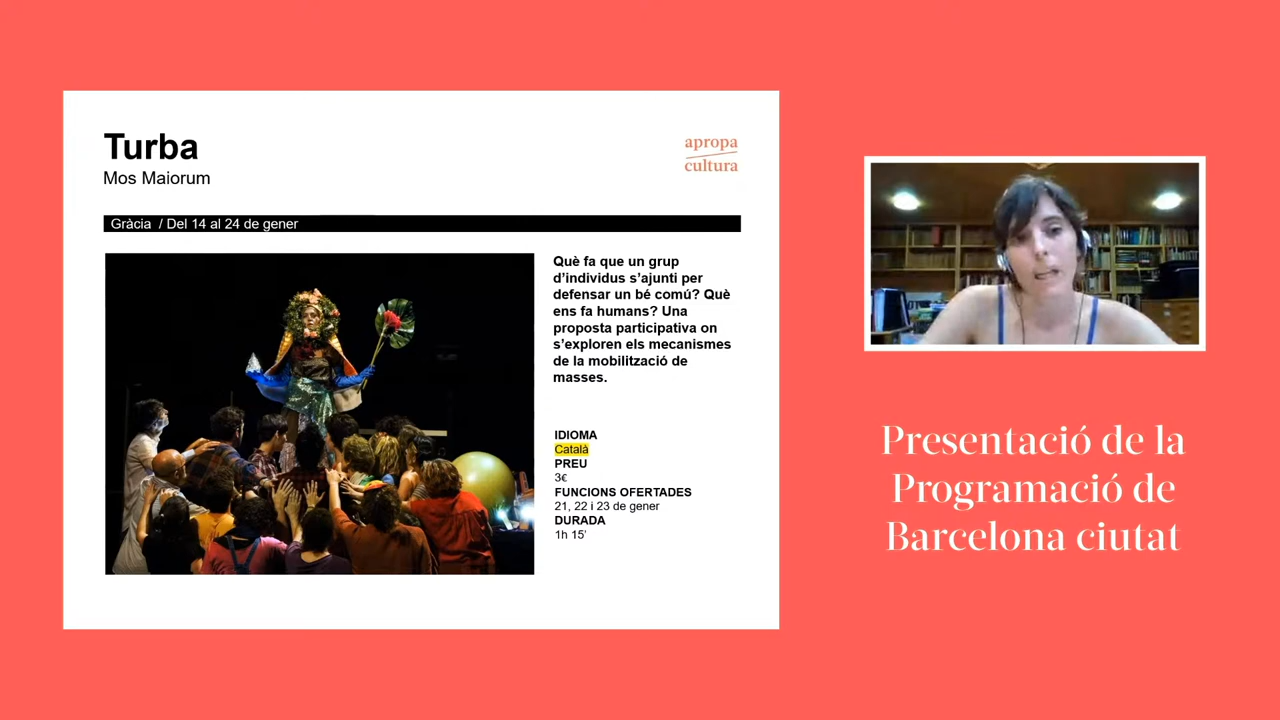 Turba
Mos Maiorum
apropa
cultura
Gràcia / Del 14 al 24 de gener
Què fa que un grup
d’individus s’ajunti per
defensar un bé comú? Què
ens fa humans? Una
proposta participativa on
s’exploren els mecanismes
de la mobilització de
masses.
IDIOMA
Català
PREU
3€
FUNCIONS OFERTADES
21, 22 i 23 de gener
DURADA
1h 15’
Presentació de la
Programació de
Barcelona ciutat